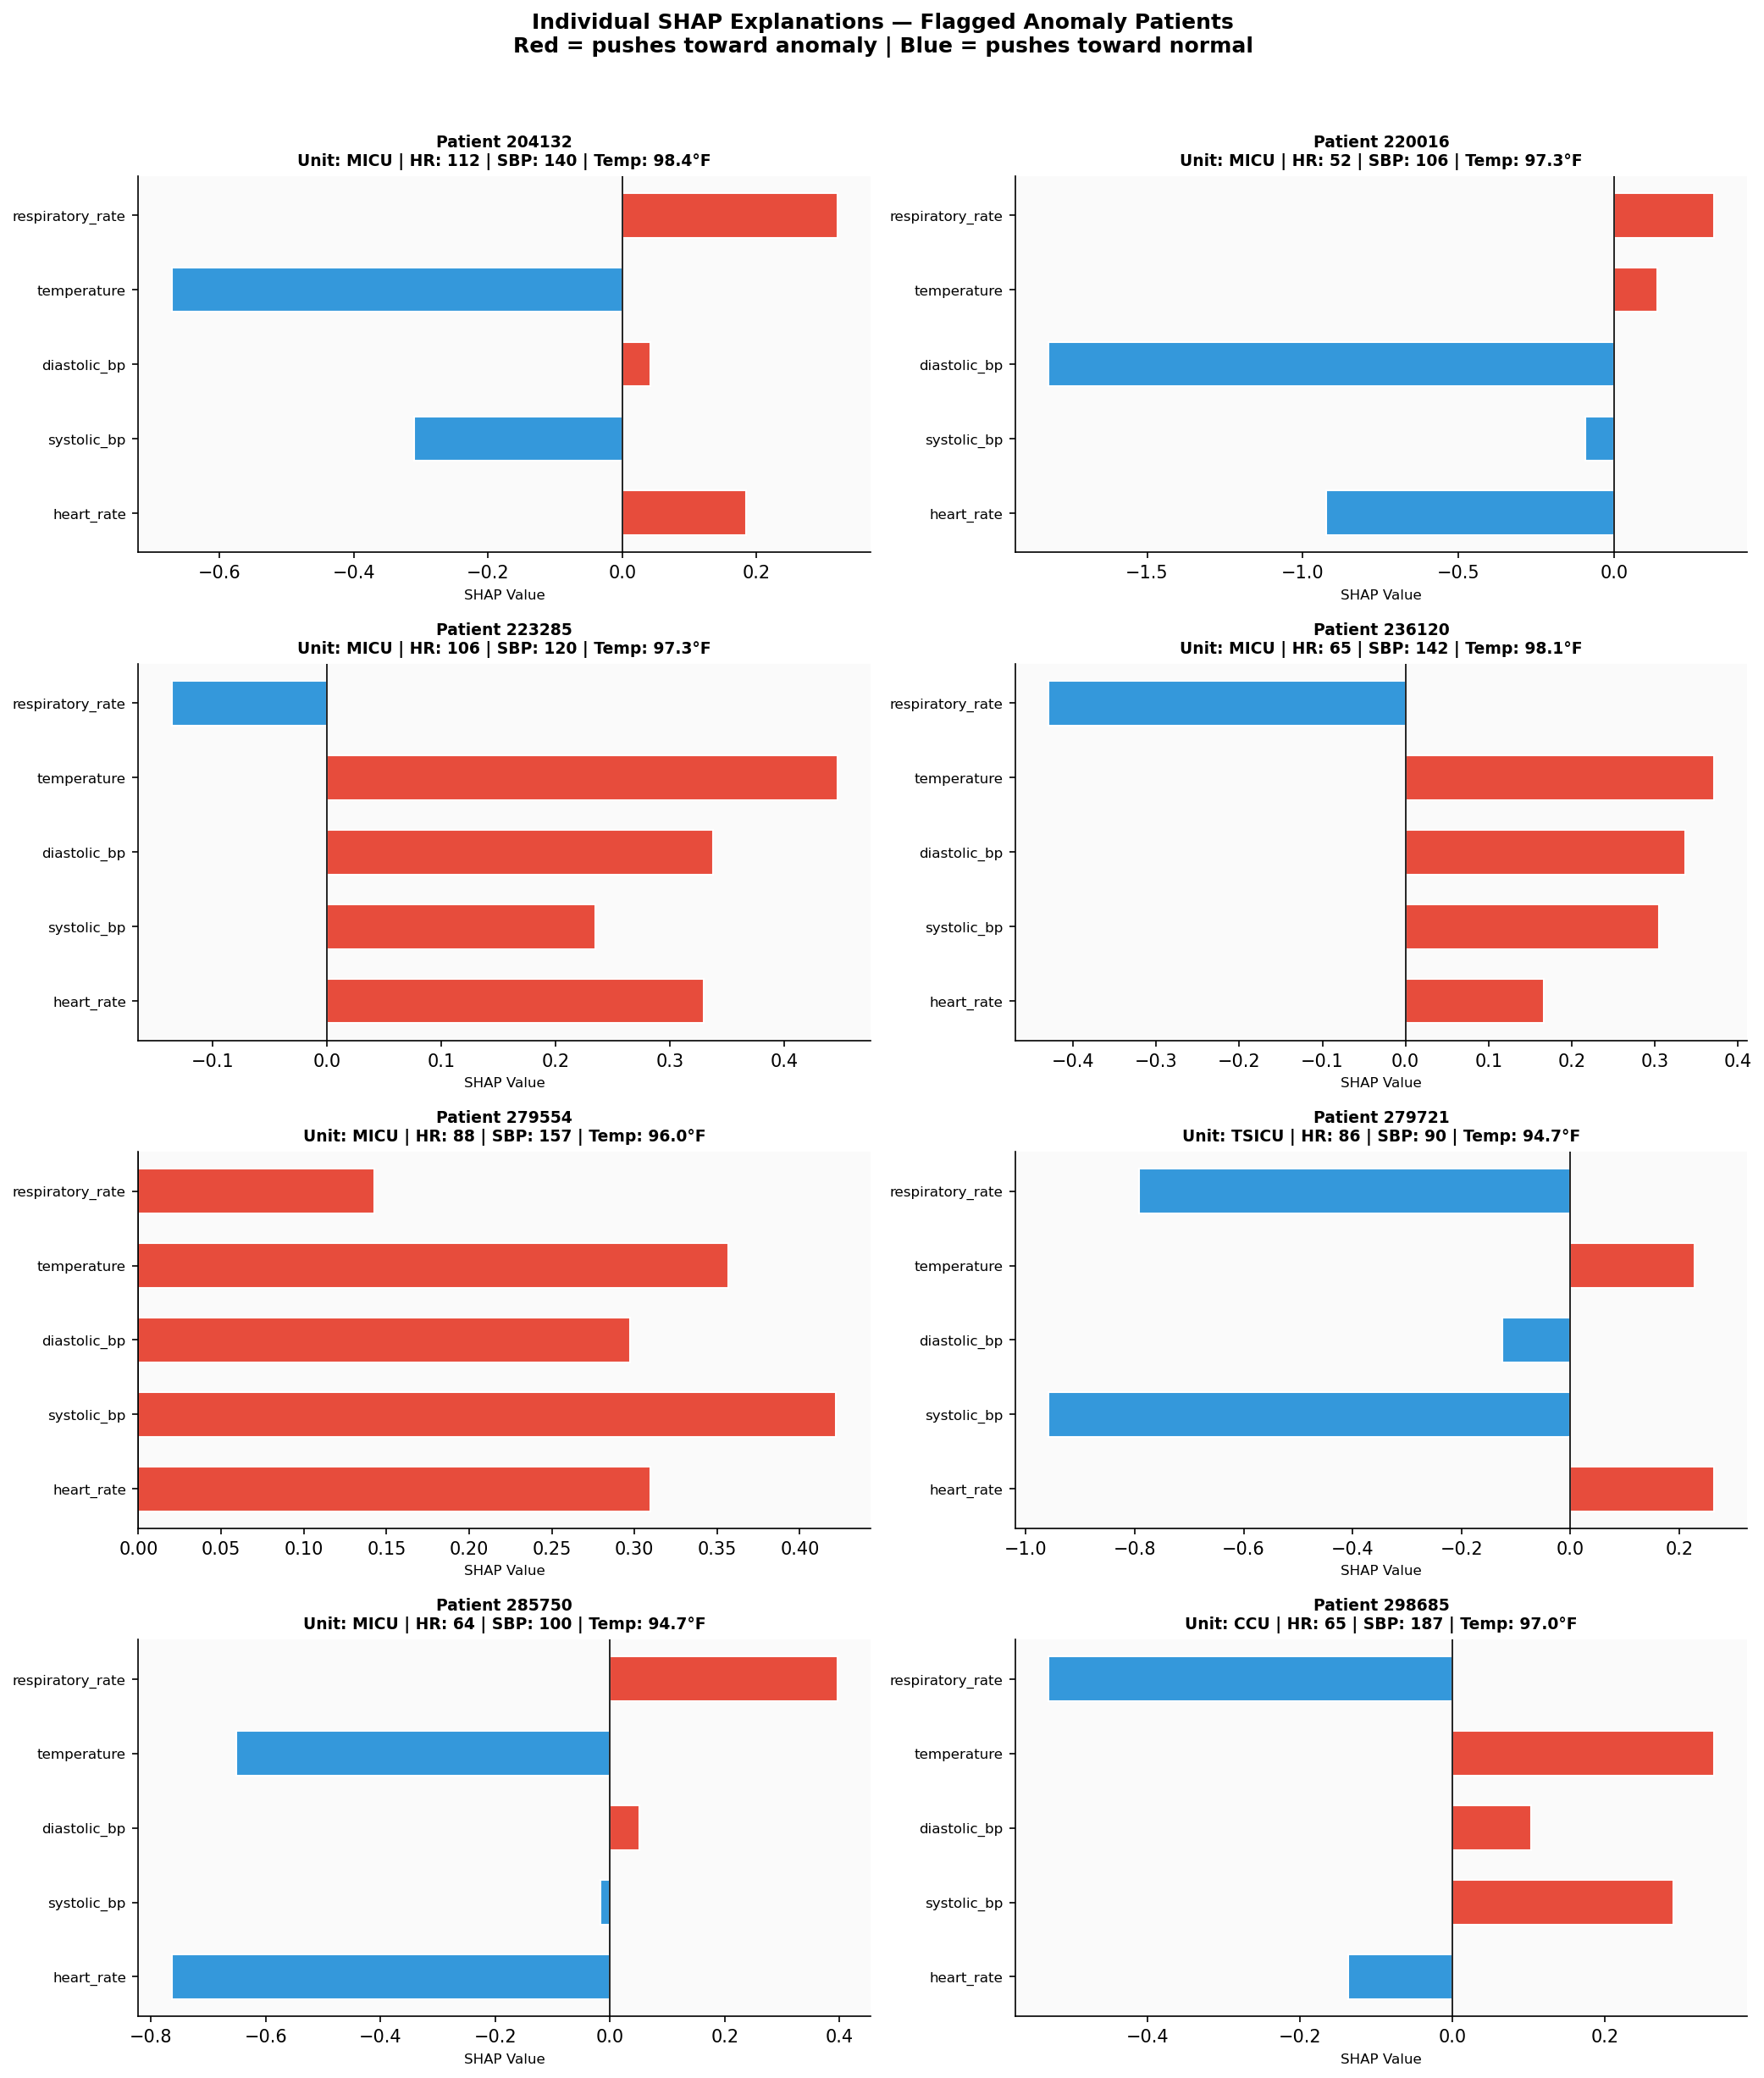 Individual SHAP Explanations — Flagged Anomaly Patients
Red = pushes toward anomaly | Blue = pushes toward normal
Patient 204132
Unit: MICU | HR: 112 | SBP: 140 | Temp: 98.4°F
respiratory_rate
temperature
diastolic_bp
systolic_bp
heart_rate
−0.6 −0.4 −0.2 0.0 0.2
SHAP Value
Patient 220016
Unit: MICU | HR: 52 | SBP: 106 | Temp: 97.3°F
respiratory_rate
temperature
diastolic_bp
systolic_bp
heart_rate
−1.5 −1.0 −0.5 0.0
SHAP Value
Patient 223285
Unit: MICU | HR: 106 | SBP: 120 | Temp: 97.3°F
respiratory_rate
temperature
diastolic_bp
systolic_bp
heart_rate
−0.1 0.0 0.1 0.2 0.3 0.4
SHAP Value
Patient 236120
Unit: MICU | HR: 65 | SBP: 142 | Temp: 98.1°F
respiratory_rate
temperature
diastolic_bp
systolic_bp
heart_rate
−0.4 −0.3 −0.2 −0.1 0.0 0.1 0.2 0.3 0.4
SHAP Value
Patient 279554
Unit: MICU | HR: 88 | SBP: 157 | Temp: 96.0°F
respiratory_rate
temperature
diastolic_bp
systolic_bp
heart_rate
0.00 0.05 0.10 0.15 0.20 0.25 0.30 0.35 0.40
SHAP Value
Patient 279721
Unit: TSICU | HR: 86 | SBP: 90 | Temp: 94.7°F
respiratory_rate
temperature
diastolic_bp
systolic_bp
heart_rate
−1.0 −0.8 −0.6 −0.4 −0.2 0.0 0.2
SHAP Value
Patient 285750
Unit: MICU | HR: 64 | SBP: 100 | Temp: 94.7°F
respiratory_rate
temperature
diastolic_bp
systolic_bp
heart_rate
−0.8 −0.6 −0.4 −0.2 0.0 0.2 0.4
SHAP Value
Patient 298685
Unit: CCU | HR: 65 | SBP: 187 | Temp: 97.0°F
respiratory_rate
temperature
diastolic_bp
systolic_bp
heart_rate
−0.4 −0.2 0.0 0.2
SHAP Value